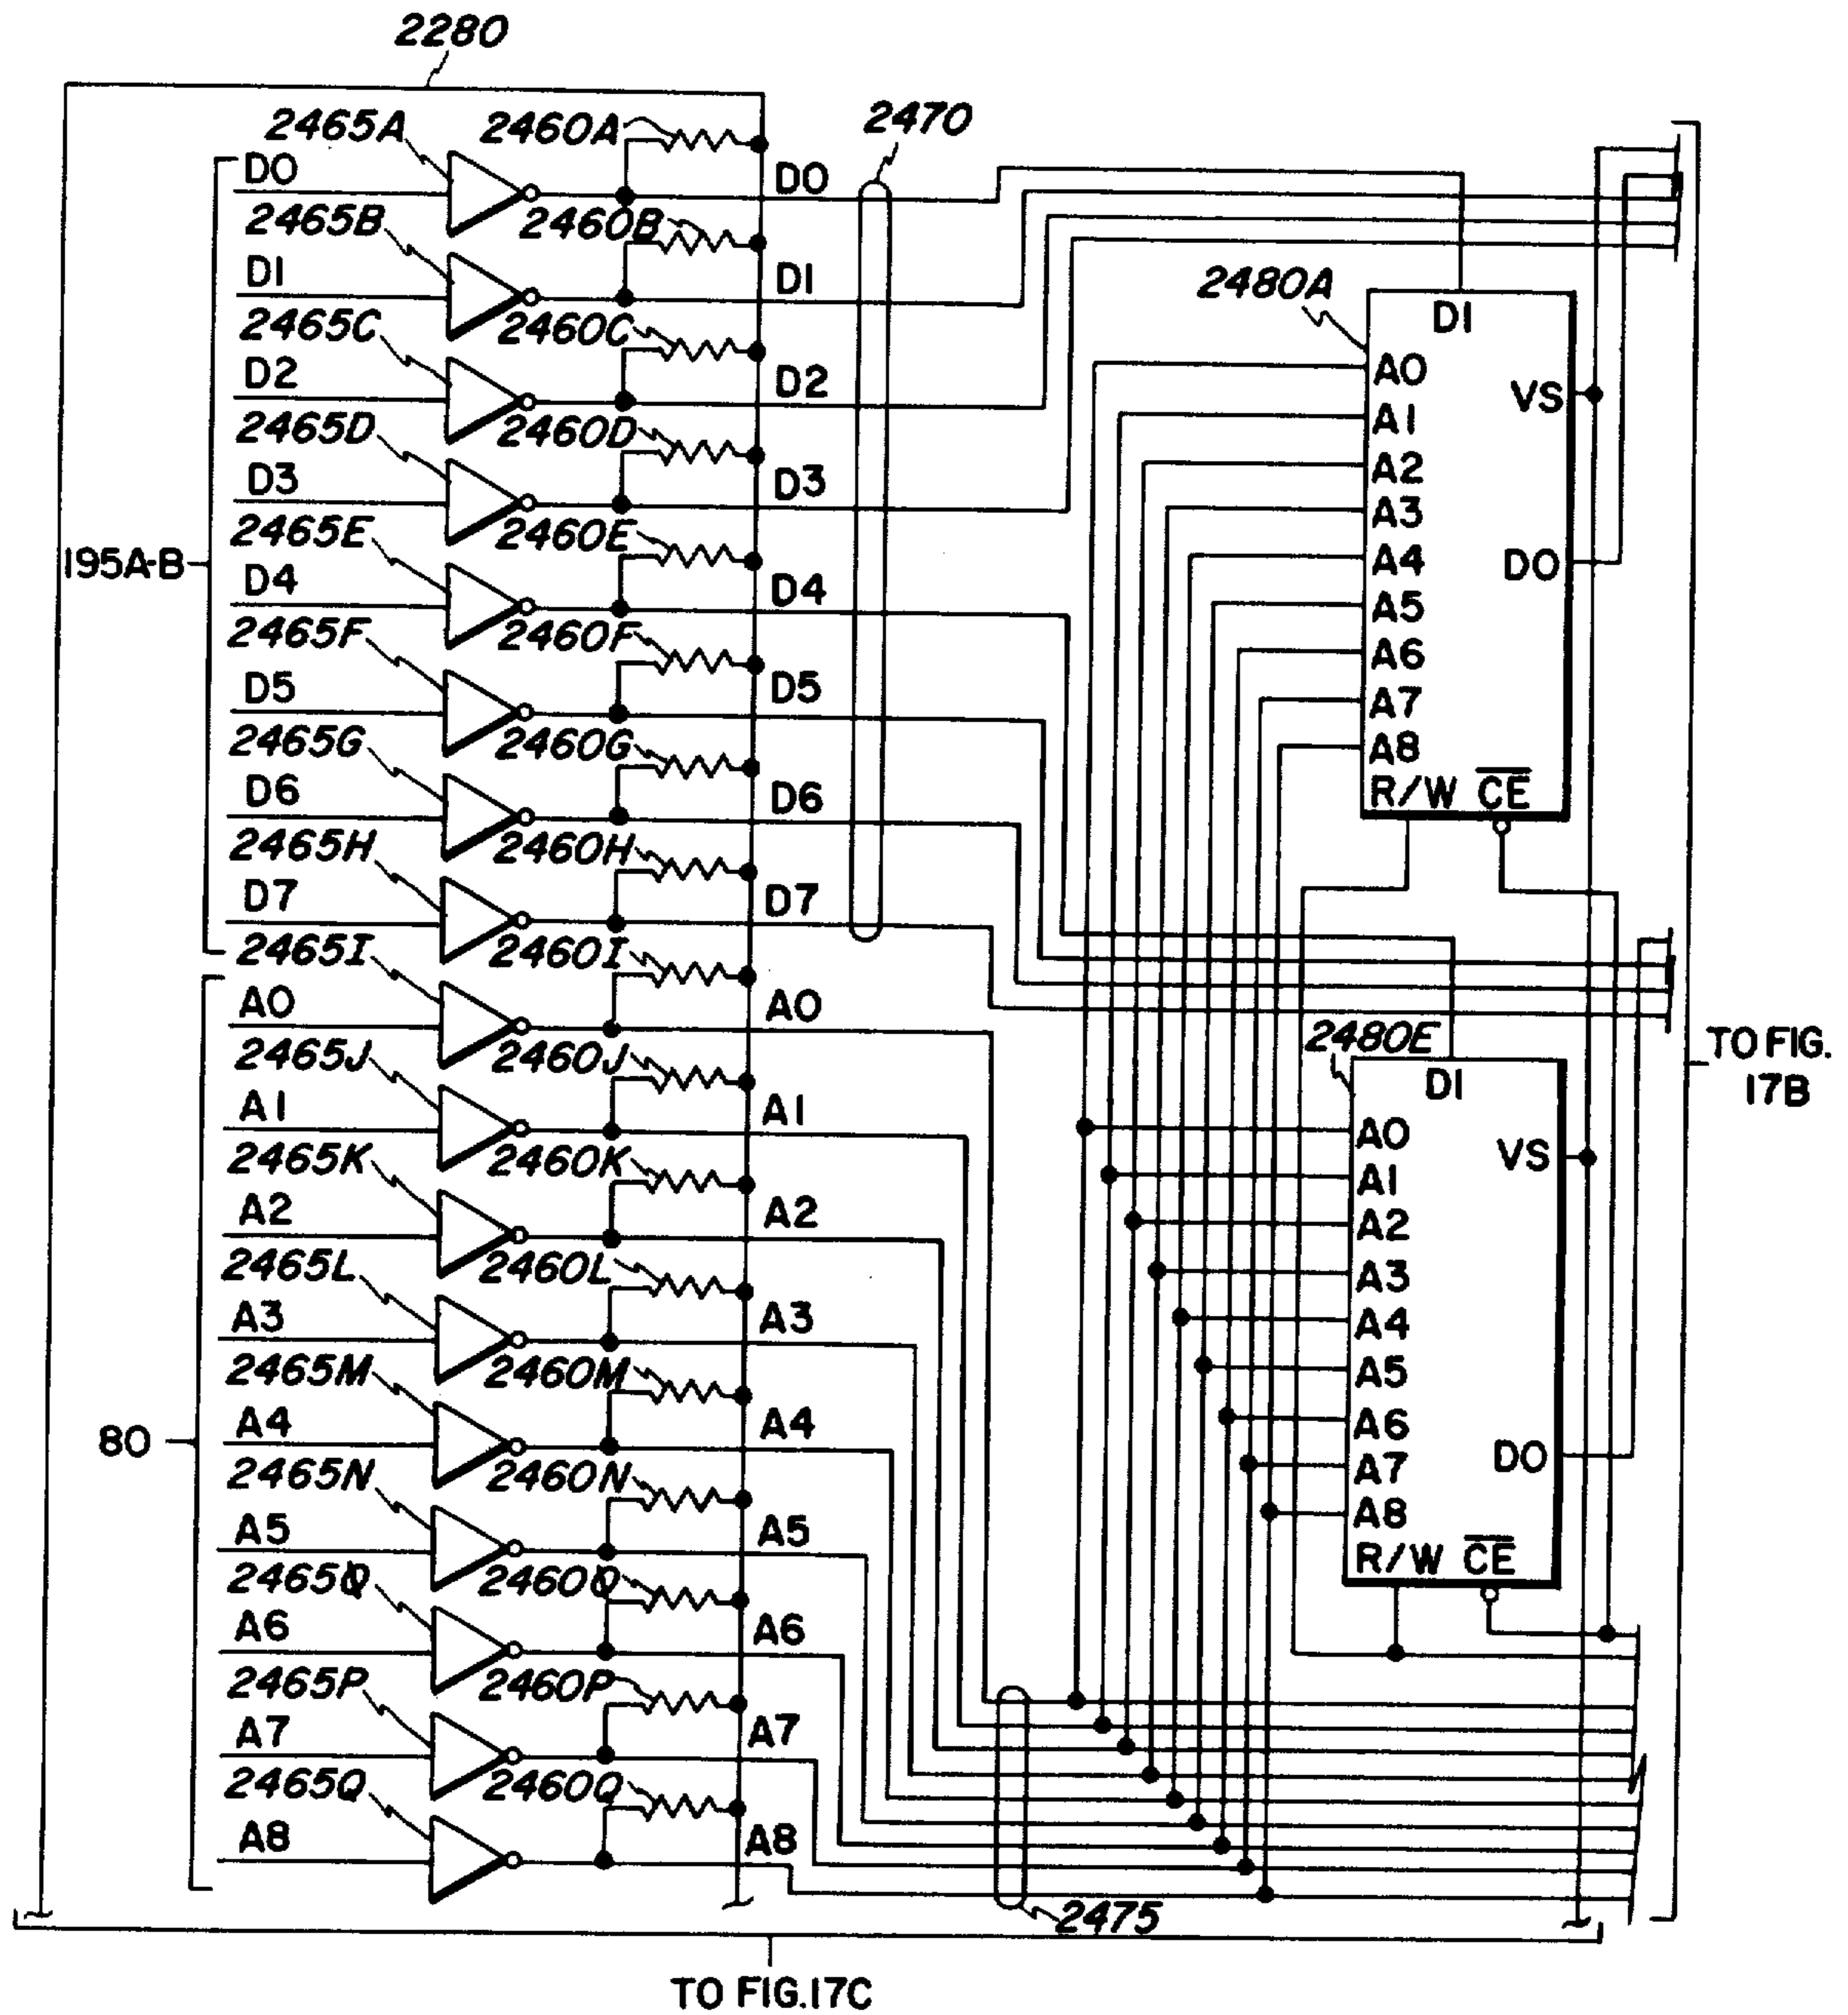 2280
2465A
2460A
2470
D0
D0
2465B
2460B
D1
D1
2480A
DI
2465C
2460C
A0
D2
D2
VS
A1
2465D
2460D
A2
D3
D3
A3
2465E
2460E
195A-B
A4
DO
D4
D4
A5
2465F
2460F
A6
D5
D5
A7
2465G
2460G
A8
D6
D6
R/W CE
2465H
2460H
D7
D7
2465I
2460I
A0
A0
2480E
TO FIG.
17B
2465J
2460J
DI
A1
A1
A0
2465K
2460K
VS
A1
A2
A2
A2
2465L
2460L
A3
A3
A3
A4
2465M
2460M
A5
80
A4
A4
A6
2465N
2460N
A7
DO
A5
A5
A8
2465Q
2460Q
R/W CE
A6
A6
2465P
2460P
A7
A7
2465Q
2460Q
A8
A8
2475
TO FIG.17C